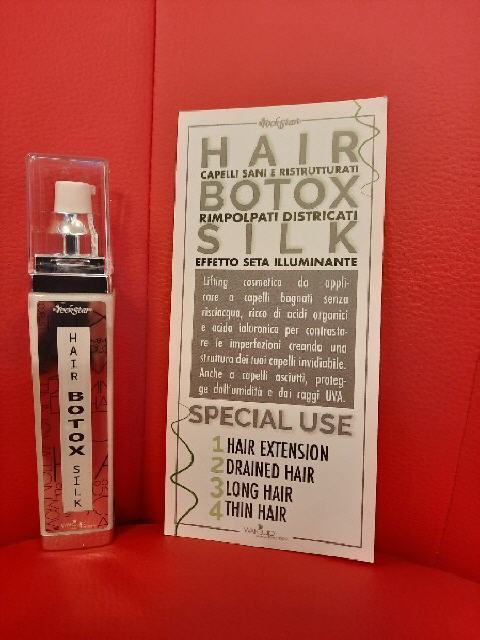 RockStar
HAIR
BOTOX
SILK
RockStar
HAIR
CAPELLI SANI E RISTRUTTURATI
BOTOX
RIMPOLPATI DISTRICATI
SILK
EFFETTO SETA ILLUMINANTE
Lifting cosmetico da appli-
care a capelli bagnati senza
risciacquo, ricco di acidi organici
e acido ialuronico per contrasta-
re le imperfezioni creando una
struttura dei tuoi capelli invidiabile.
Anche a capelli asciutti, proteg-
ge dall'umidità e dai raggi UVA.
SPECIAL USE
1 HAIR EXTENSION
2 DRAINED HAIR
3 LONG HAIR
4 THIN HAIR